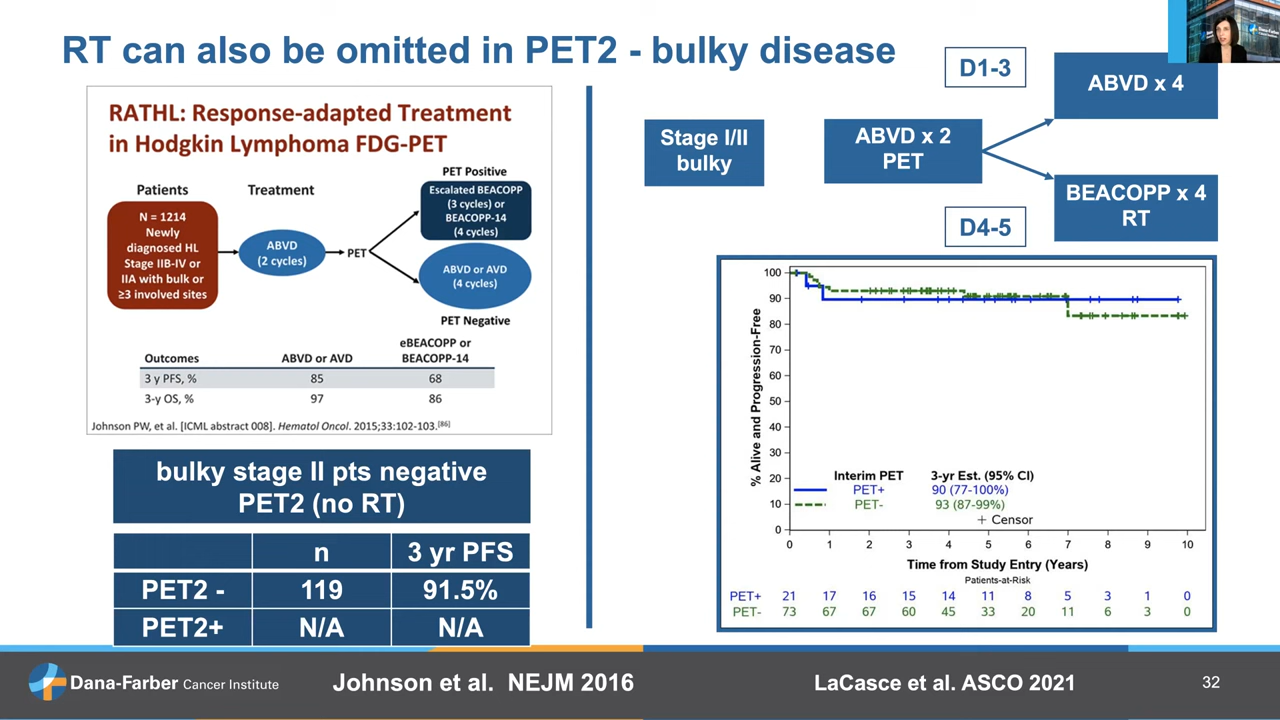 RT can also be omitted in PET2 - bulky disease
RATHL: Response-adapted Treatment
in Hodgkin Lymphoma FDG-PET
Patients
Treatment
N = 1214
Newly
diagnosed HL
Stage IIB-IV or
IIA with bulk or
≥3 involved sites
ABVD
(2 cycles)
PET
PET Positive
Escalated BEACOPP
(3 cycles) or
BEACOPP-14
(4 cycles)
ABVD or AVD
(4 cycles)
PET Negative
Outcomes ABVD or AVD eBEACOPP or BEACOPP-14
3 y PFS, % 85 68
3-y OS, % 97 86
Johnson PW, et al. [ICML abstract 008]. Hematol Oncol. 2015;33:102-103.[86]
bulky stage II pts negative
PET2 (no RT)
n 3 yr PFS
PET2 - 119 91.5%
PET2+ N/A N/A
Stage I/II
bulky
ABVD x 2
PET
D1-3
ABVD x 4
D4-5
BEACOPP x 4
RT
% Alive and Progression-Free
100
90
80
70
60
50
40
30
20
10
0
Interim PET 3-yr Est. (95% CI)
PET+ 90 (77-100%)
PET- 93 (87-99%)
+ Censor
0 1 2 3 4 5 6 7 8 9 10
Time from Study Entry (Years)
Patients-at-Risk
PET+ 21 17 16 15 14 11 8 5 3 1 0
PET- 73 67 67 60 45 33 20 11 6 3 0
Dana-Farber Cancer Institute
Johnson et al. NEJM 2016
LaCasce et al. ASCO 2021
32